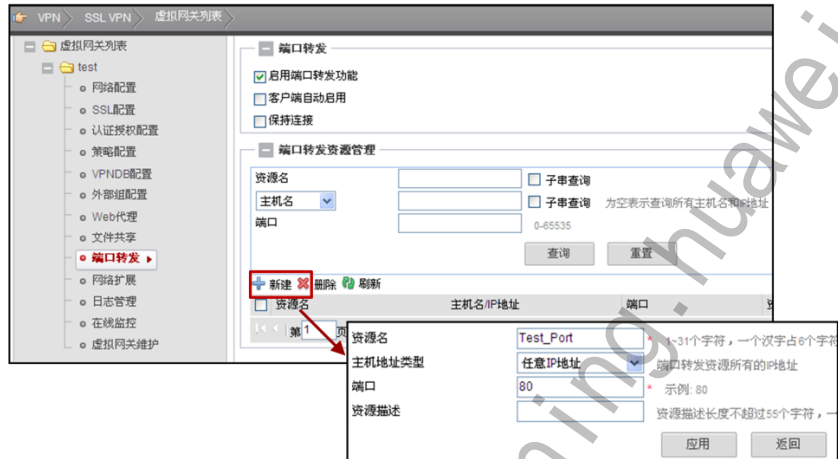 VPN SSL VPN 虚拟网关列表
虚拟网关列表
test
网络配置
SSL配置
认证授权配置
策略配置
VPNDB配置
外部组配置
Web代理
文件共享
端口转发
网络扩展
日志管理
在线监控
虚拟网关维护
端口转发
启用端口转发功能
客户端自动启用
保持连接
端口转发资源管理
资源名 子串查询
主机名 子串查询 为空表示查询所有主机名和IP地址
端口 0-65535
查询 重置
新建 删除 刷新
资源名 主机名/IP地址 端口
第 1 页
资源名 Test_Port * 1~31个字符，一个汉字占6个字符
主机地址类型 任意IP地址 端口转发资源所有的IP地址
端口 80 * 示例: 80
资源描述 资源描述长度不超过55个字符，一
应用 返回
ning.huawei